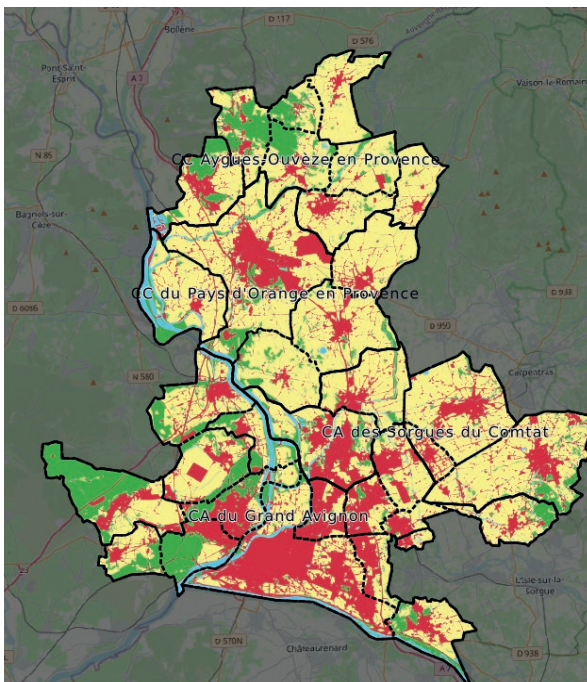 D 117
Bollène
D 576
Pont-Saint-
Esprit
A 7
Vaison-la-Romaine
N 86
CC Aygues-Ouvèze en Provence
Bagnols-sur-
Cèze
CC du Pays d'Orange en Provence
D 938
D 6086
D 950
N 580
Carpentras
CA des Sorgues du Comtat
CA du Grand Avignon
L'Isle-sur-la-
Sorgue
D 570N
Châteaurenard
D 938